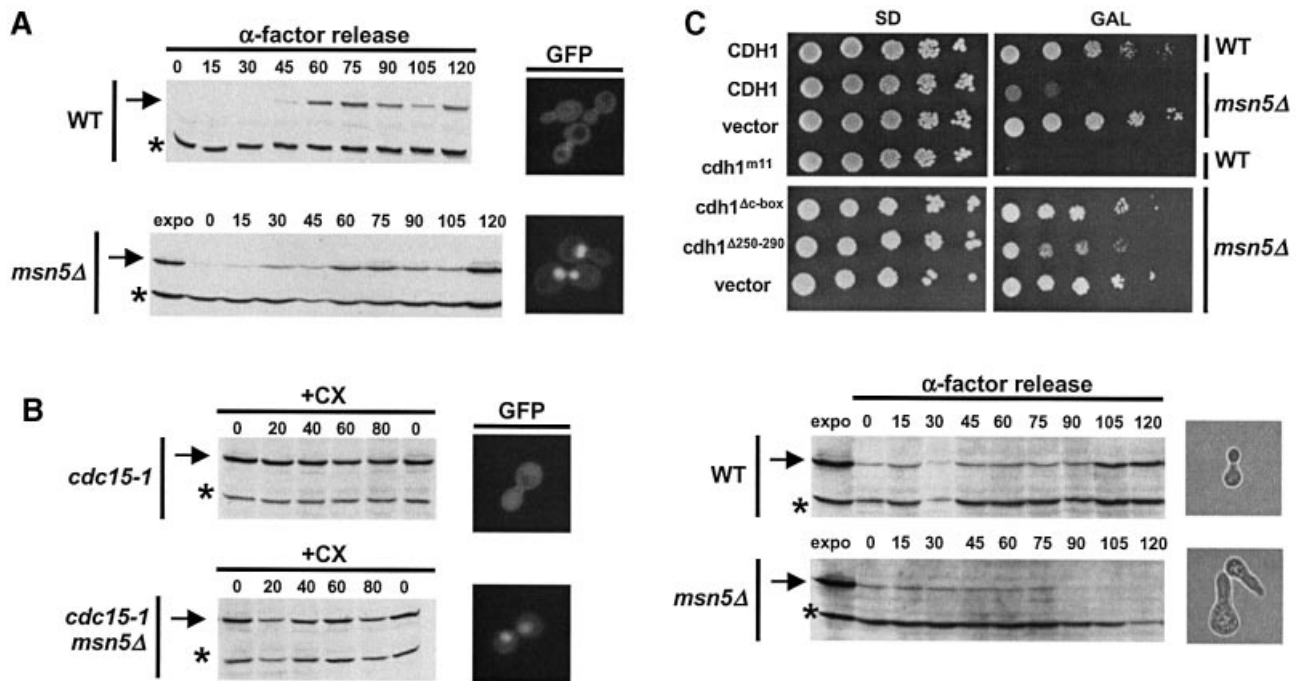 A
α-factor release
0 15 30 45 60 75 90 105 120
GFP
WT
*
expo 0 15 30 45 60 75 90 105 120
msn5Δ
*
B
+CX
GFP
0 20 40 60 80 0
cdc15-1
*
+CX
0 20 40 60 80 0
cdc15-1
msn5Δ
*
C
SD GAL
CDH1
WT
CDH1
msn5Δ
vector
cdh1m11
WT
cdh1Δc-box
cdh1Δ250-290
msn5Δ
vector
α-factor release
expo 0 15 30 45 60 75 90 105 120
WT
*
expo 0 15 30 45 60 75 90 105 120
msn5Δ
*